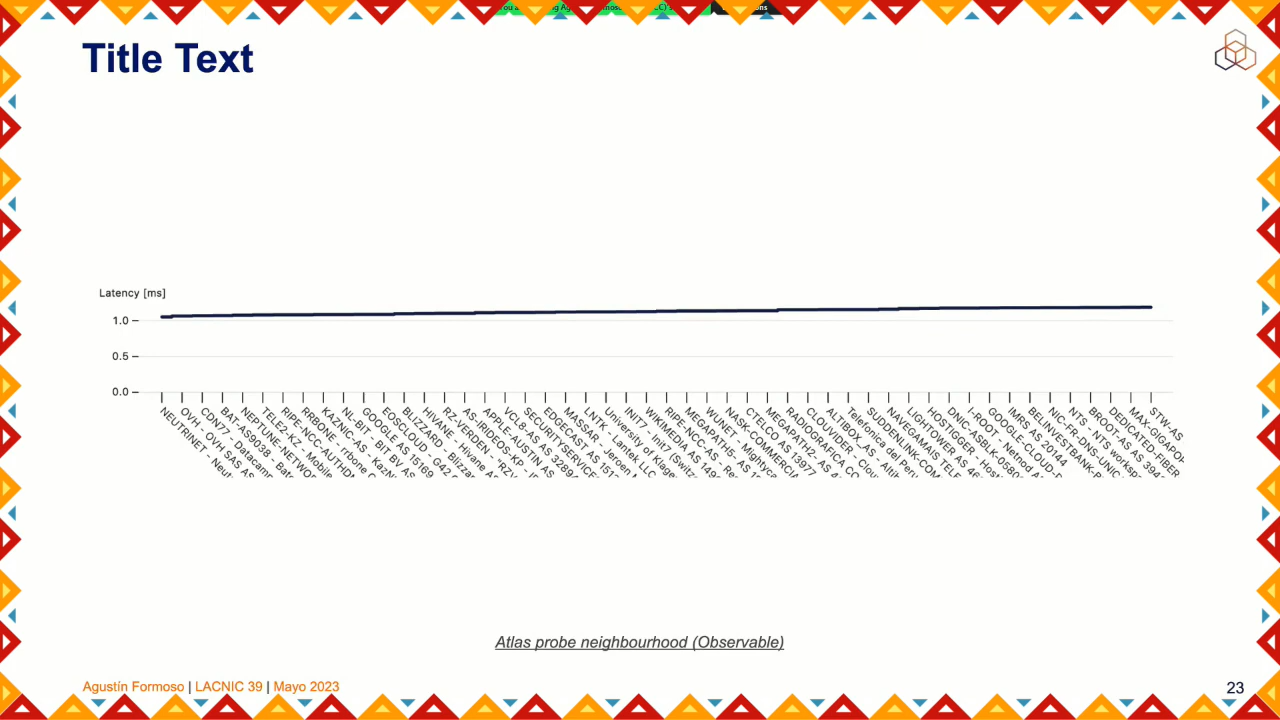 Title Text
Latency [ms]
1.0
0.5
0.0
NEUTRINET - Neut
OVH - OVH SAS AS
CDN77 - Datacam
BAT-AS9038 - Bate
NEPTUNE-NETWO
TELE2-KZ - Mobile
RIPE-NCC-AUTHD
RRBONE - rrbone
KAZNIC-AS - KazN
NL-BIT - BIT BV AS
GOOGLE AS 15169
EOSCLOUD - G42
BLIZZARD - Blizza
HIVANE - Hivane
RZ-VERDEN - "RZV
AS-IRIDEOS-KP -
APPLE-AUSTIN AS
VCL8-AS AS 3289
SECURITYSERVICE
EDGECAST AS 1513
MASSAR - Jeroen
LNTK - Lantek LLC
University of Klage
INIT7 - Init7 (Switz
WIKIMEDIA AS 149
RIPE-NCC-AS - Re
MEGAPATH5- AS
WUNET - Mightyca
NASK-COMMERCIA
CTELCO AS 13977
MEGAPATH2- AS
RADIOGRAFICA CO
CLOUVIDER - Clou
ALTIBOX_AS - Altib
Telefonica del Peru
SUDDENLINK-COM
NAVEGAMAIS TELE
LIGHTOWER AS 46
HOSTIGGER - Host
DNIC-ASBLK-0580
I-ROOT - Netnod
GOOGLE-CLOUD-
IMRS AS 20144
BELINVESTBANK-
NIC-FR-DNS-UNIC
NTS - NTS worksp
BROOT-AS AS 394
DEDICATED-FIBER
MAX-GIGAPOP
STW-AS
Atlas probe neighbourhood (Observable)
Agustín Formoso | LACNIC 39 | Mayo 2023
23